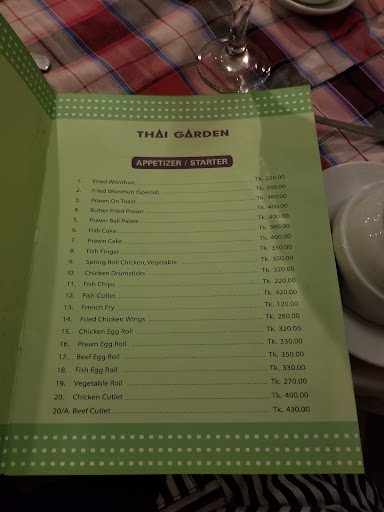 THAI GARDEN
APPETIZER / STARTER
1. Fried Wonthun Tk.
2. Fried Wonthun (Special) Tk. 300.00
3. Prawn On Toast Tk. 360.00
4. Butter Fried Prawn Tk. 400.00
5. Prawn Ball Palate Tk. 400.00
6. Fish Cake Tk. 380.00
7. Prawn Cake Tk. 400.00
8. Fish Finger Tk. 350.00
9. Spring Roll Chicken, Vegetable Tk. 350.00
10. Chicken Drumsticks Tk. 320.00
11. Fish Chips Tk. 220.00
12. Fish Cutlet Tk. 420.00
13. French Fry Tk. 120.00
14. Fried Chicken Wings Tk. 280.00
15. Chicken Egg Roll Tk. 320.00
16. Prawn Egg Roll Tk. 330.00
17. Beef Egg Roll Tk. 350.00
18. Fish Egg Roll Tk. 330.00
19. Vegetable Roll Tk. 270.00
20. Chicken Cutlet Tk. 400.00
20/A. Beef Cutlet Tk. 430.00